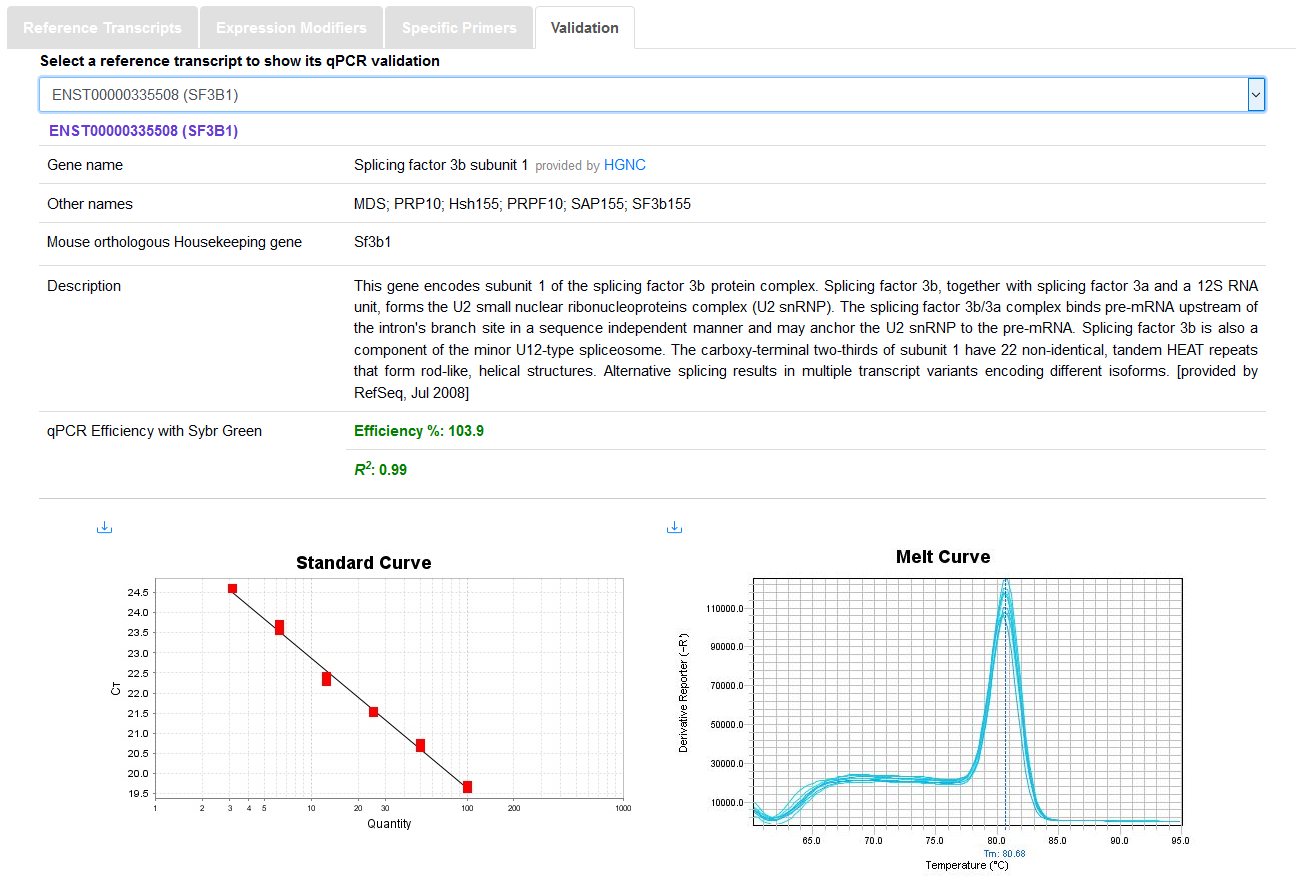 Reference Transcripts Expression Modifiers Specific Primers Validation
Select a reference transcript to show its qPCR validation
ENST00000335508 (SF3B1)
ENST00000335508 (SF3B1)
Gene name Splicing factor 3b subunit 1 provided by HGNC
Other names MDS; PRP10; Hsh155; PRPF10; SAP155; SF3b155
Mouse orthologous Housekeeping gene Sf3b1
Description This gene encodes subunit 1 of the splicing factor 3b protein complex. Splicing factor 3b, together with splicing factor 3a and a 12S RNA
unit, forms the U2 small nuclear ribonucleoproteins complex (U2 snRNP). The splicing factor 3b/3a complex binds pre-mRNA upstream of
the intron's branch site in a sequence independent manner and may anchor the U2 snRNP to the pre-mRNA. Splicing factor 3b is also a
component of the minor U12-type spliceosome. The carboxy-terminal two-thirds of subunit 1 have 22 non-identical, tandem HEAT repeats
that form rod-like, helical structures. Alternative splicing results in multiple transcript variants encoding different isoforms. [provided by
RefSeq, Jul 2008]
qPCR Efficiency with Sybr Green Efficiency %: 103.9
R²: 0.99
Standard Curve
24.5
24.0
23.5
23.0
22.5
22.0
21.5
21.0
20.5
20.0
19.5
CT
1 2 3 4 5 10 20 30 100 200 1000
Quantity
Melt Curve
110000.0
90000.0
70000.0
50000.0
30000.0
10000.0
Derivative Reporter (-R')
65.0 70.0 75.0 80.0 85.0 90.0 95.0
Tm: 80.68
Temperature (°C)